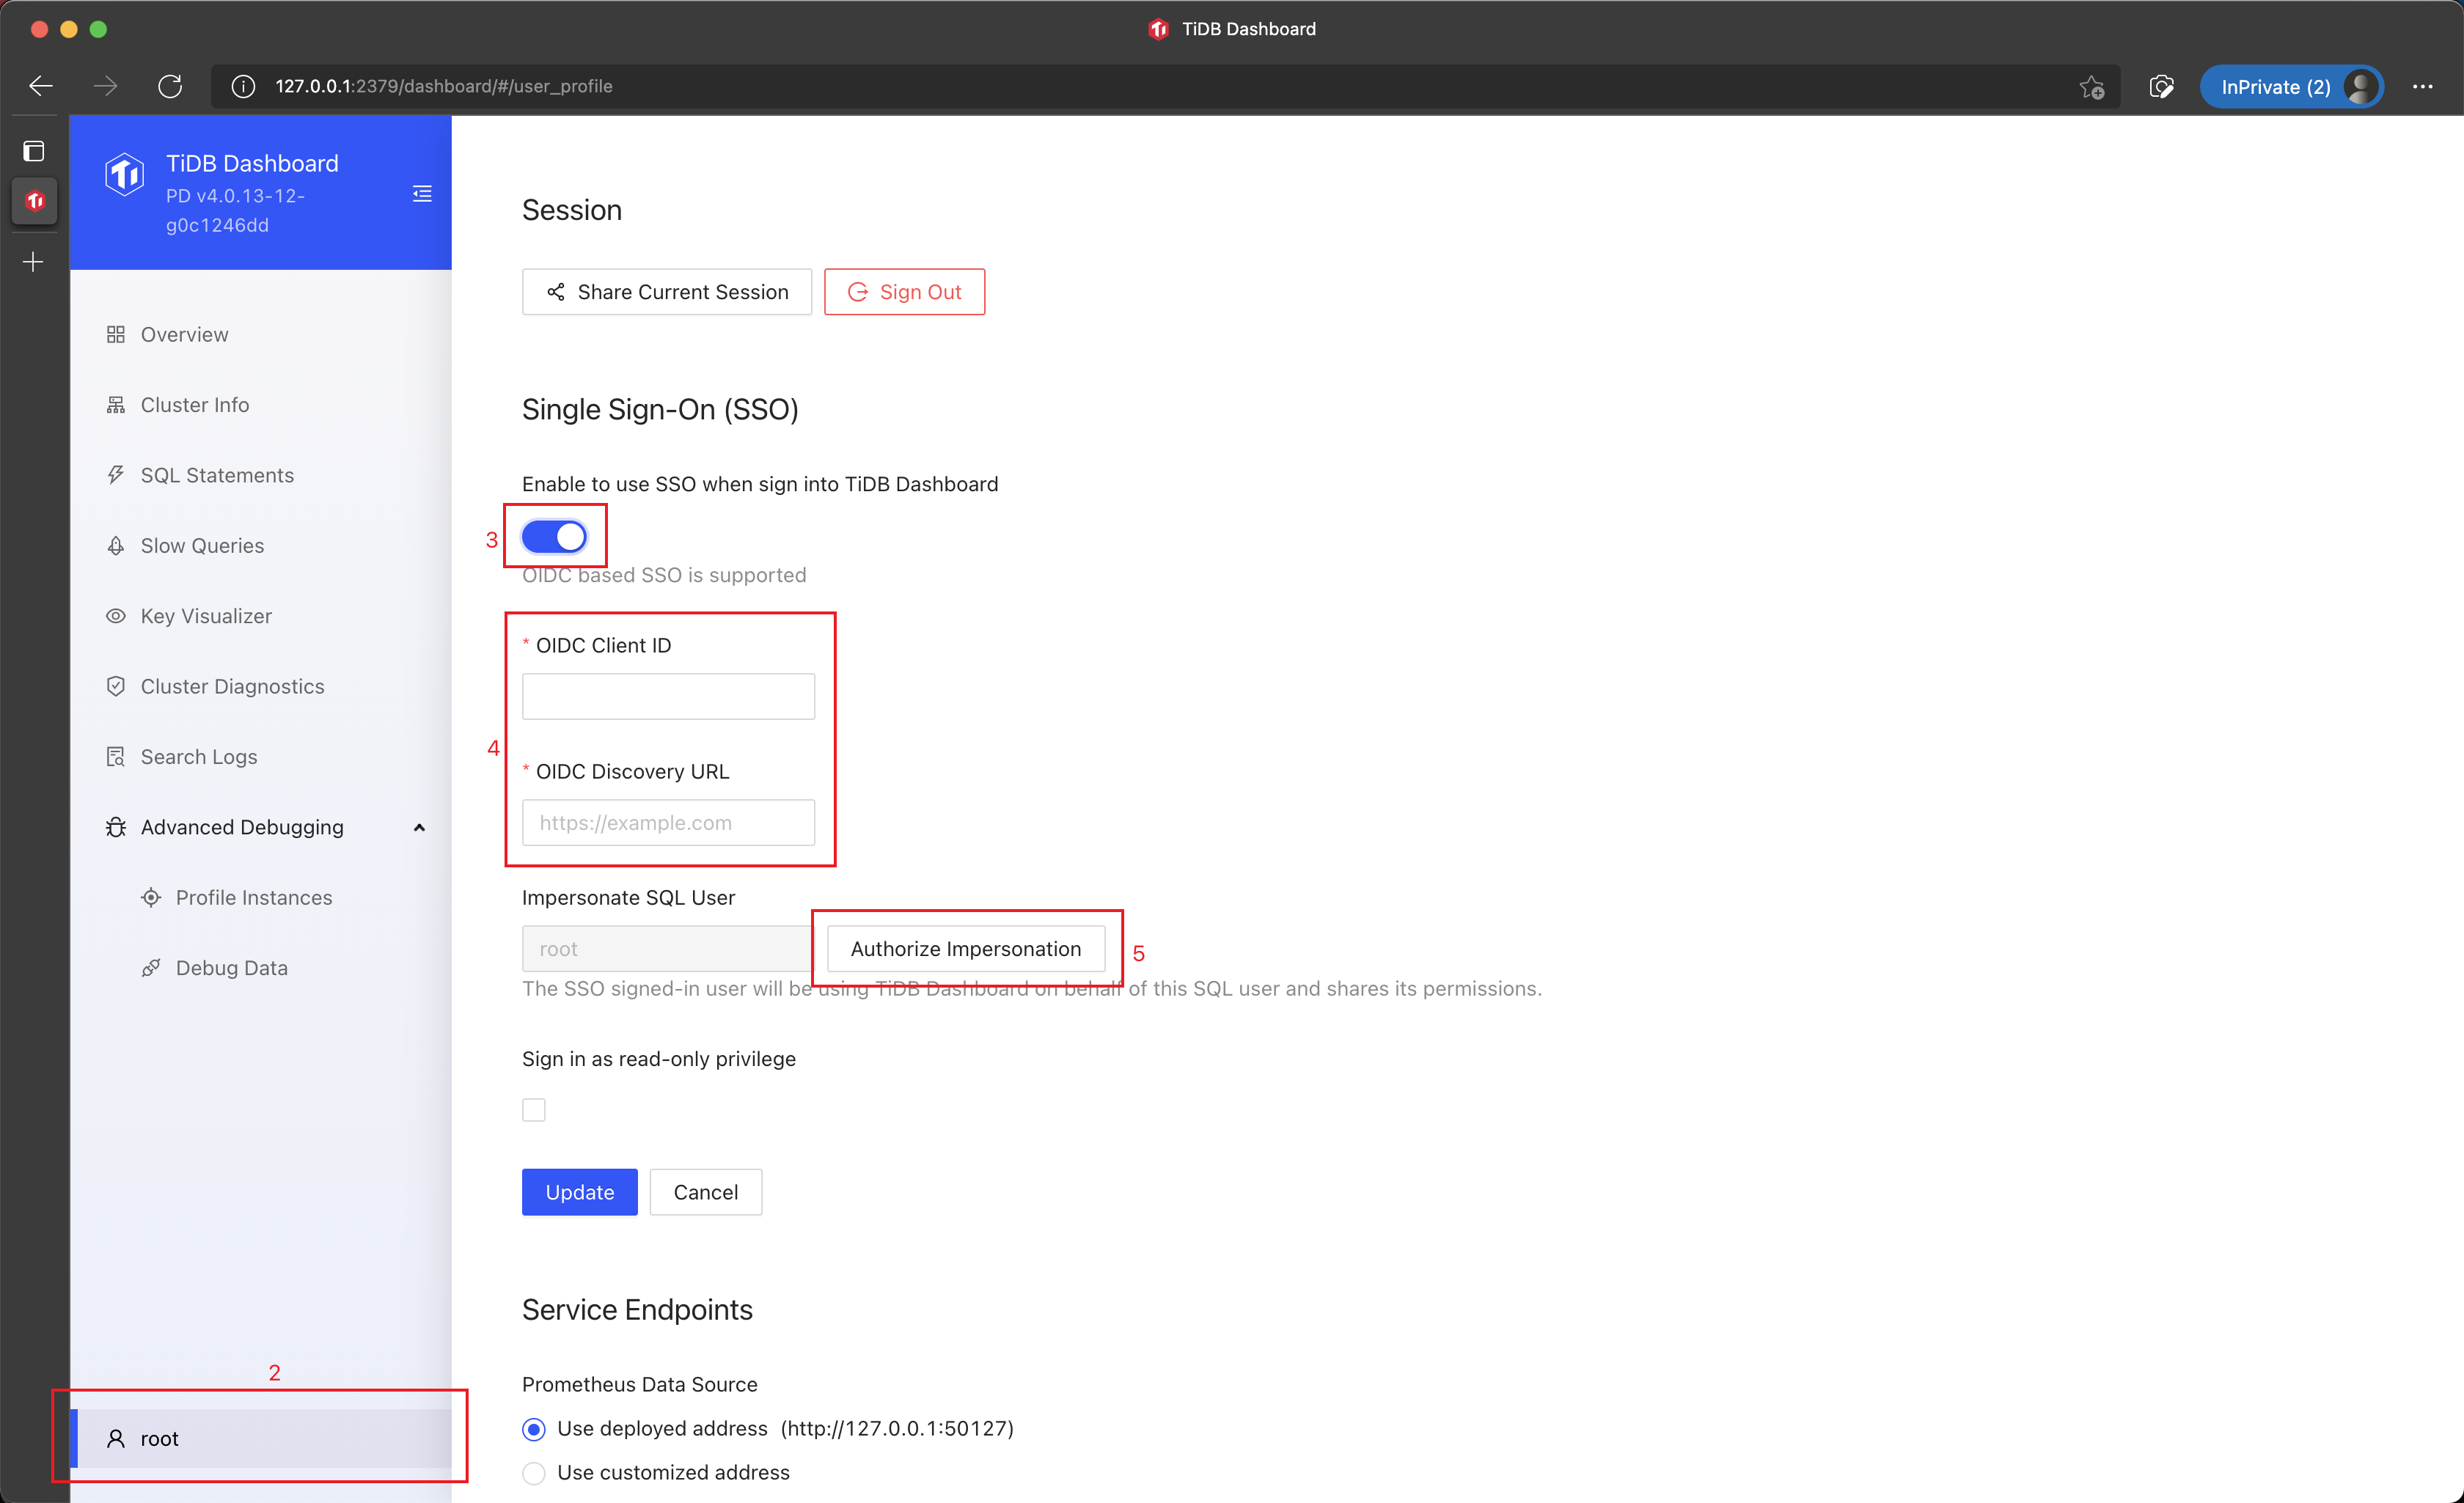 TiDB Dashboard
127.0.0.1:2379/dashboard/#/user_profile
InPrivate (2)
TiDB Dashboard
PD v4.0.13-12-
g0c1246dd
Overview
Cluster Info
SQL Statements
Slow Queries
Key Visualizer
Cluster Diagnostics
Search Logs
Advanced Debugging
Profile Instances
Debug Data
2
root
Session
Share Current Session
Sign Out
Single Sign-On (SSO)
Enable to use SSO when sign into TiDB Dashboard
3
OIDC based SSO is supported
* OIDC Client ID
4
* OIDC Discovery URL
https://example.com
Impersonate SQL User
root
Authorize Impersonation
5
The SSO signed-in user will be using TiDB Dashboard on behalf of this SQL user and shares its permissions.
Sign in as read-only privilege
Update
Cancel
Service Endpoints
Prometheus Data Source
Use deployed address (http://127.0.0.1:50127)
Use customized address